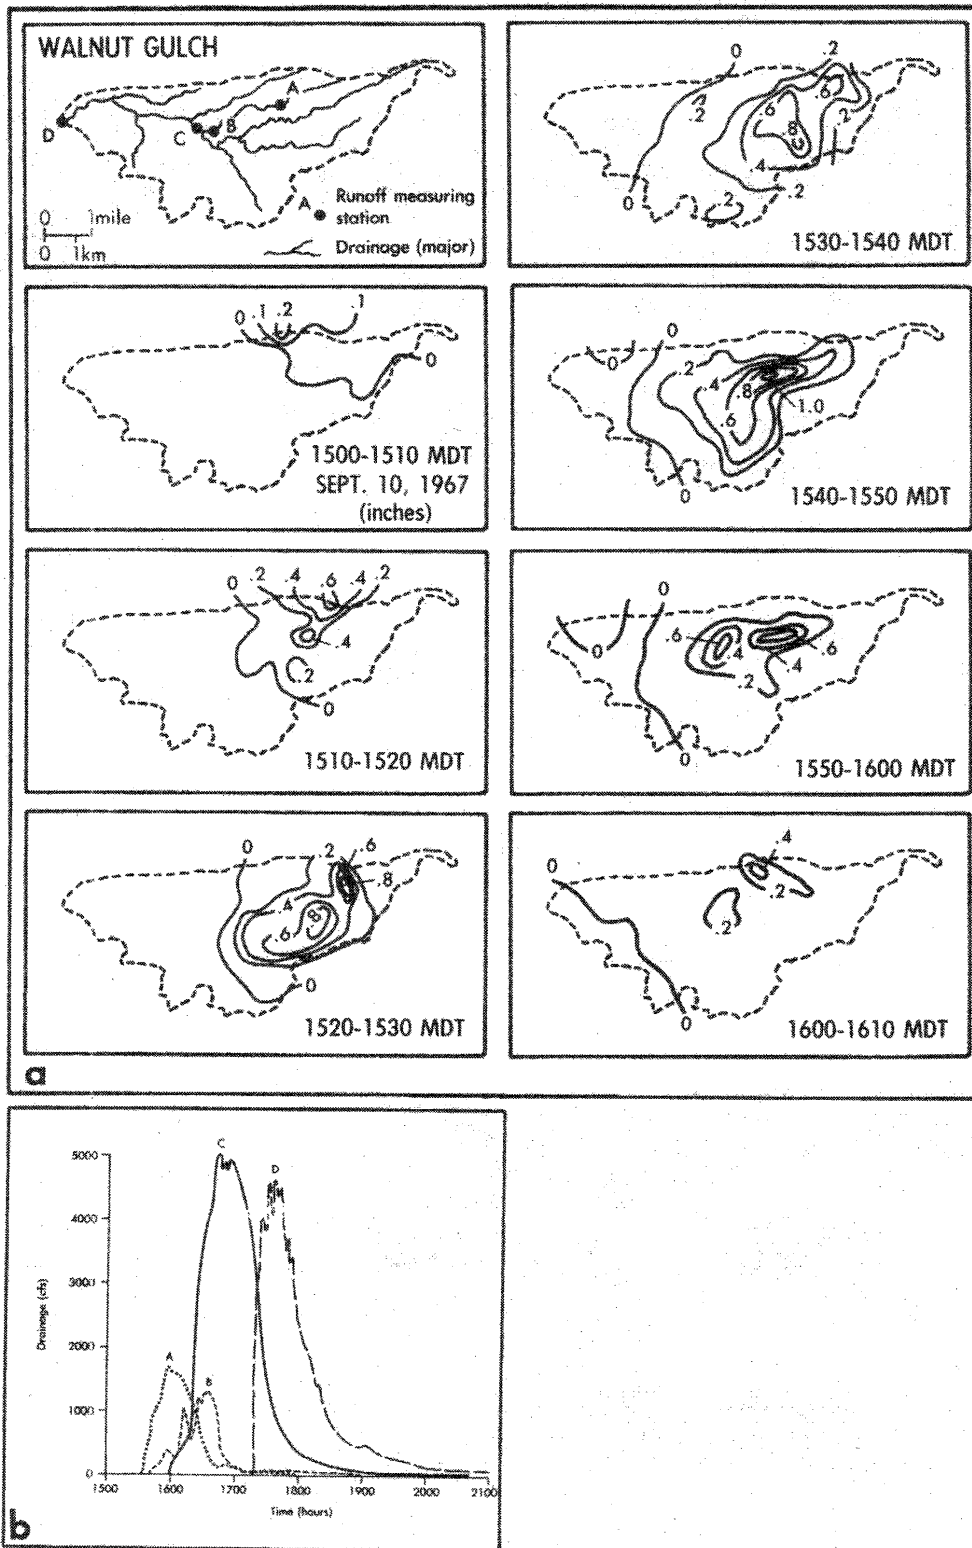 WALNUT GULCH
A
B
C
D
0 1mile
0 1km
A Runoff measuring
station
Drainage (major)
0 .1 .2 .1
0
1500-1510 MDT
SEPT. 10, 1967
(inches)
0 .2 .4 .6 .4 .2
.4
.2
0
1510-1520 MDT
0 .2 .6
.8
.4
.8
.6
0
1520-1530 MDT
a
0 .2
.2 .6
.6
.2
.8
.4
.2
0 .2
1530-1540 MDT
0 0
.2 .4
.8
1.0
.6
0
1540-1550 MDT
0
.6
0 .4 .6
.4
.2
0
1550-1600 MDT
.4
0
.2
.2
0
1600-1610 MDT
Drainage (cfs)
5000
4000
3000
2000
1000
0
A
B
C
D
1500 1600 1700 1800 1900 2000 2100
Time (hours)
b